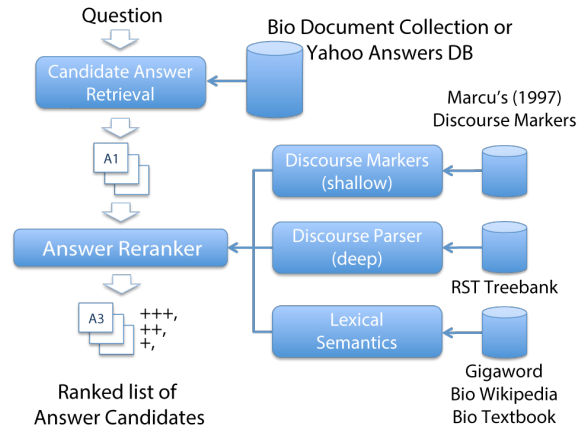 Question
Bio Document Collection or
Yahoo Answers DB
Candidate Answer
Retrieval
Marcu's (1997)
Discourse Markers
A1
Discourse Markers
(shallow)
Answer Reranker
Discourse Parser
(deep)
RST Treebank
A3
+++,
++,
+,
Lexical
Semantics
Gigaword
Bio Wikipedia
Bio Textbook
Ranked list of
Answer Candidates